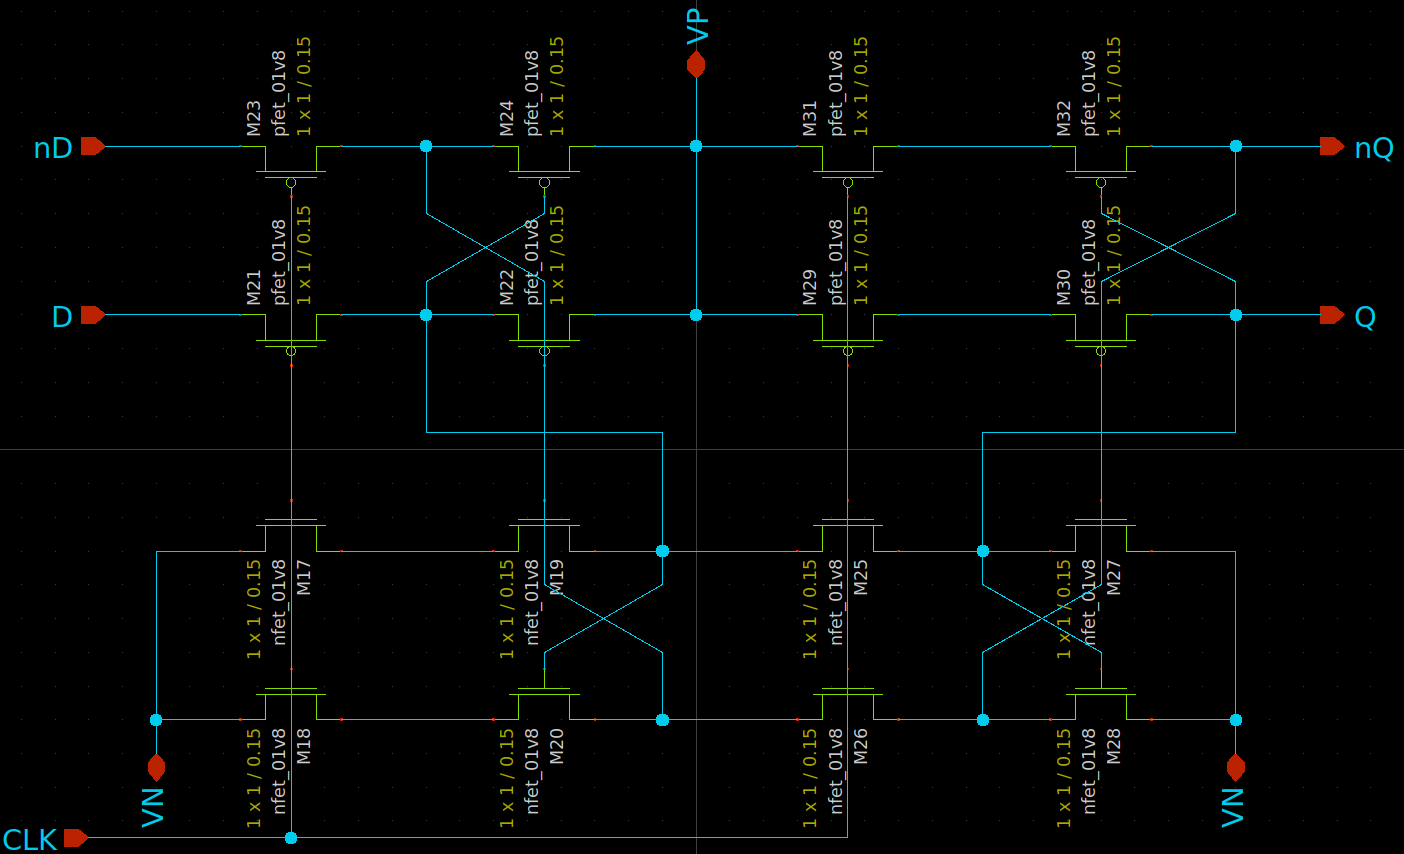 VP
M23
pfet_01v8
1 x 1 / 0.15
M24
pfet_01v8
1 x 1 / 0.15
M31
pfet_01v8
1 x 1 / 0.15
M32
pfet_01v8
1 x 1 / 0.15
nD
nQ
M21
pfet_01v8
1 x 1 / 0.15
M22
pfet_01v8
1 x 1 / 0.15
M29
pfet_01v8
1 x 1 / 0.15
M30
pfet_01v8
1 x 1 / 0.15
D
Q
1 x 1 / 0.15
nfet_01v8
M17
1 x 1 / 0.15
nfet_01v8
M19
1 x 1 / 0.15
nfet_01v8
M25
1 x 1 / 0.15
nfet_01v8
M27
VN
1 x 1 / 0.15
nfet_01v8
M18
1 x 1 / 0.15
nfet_01v8
M20
1 x 1 / 0.15
nfet_01v8
M26
1 x 1 / 0.15
nfet_01v8
M28
VN
CLK